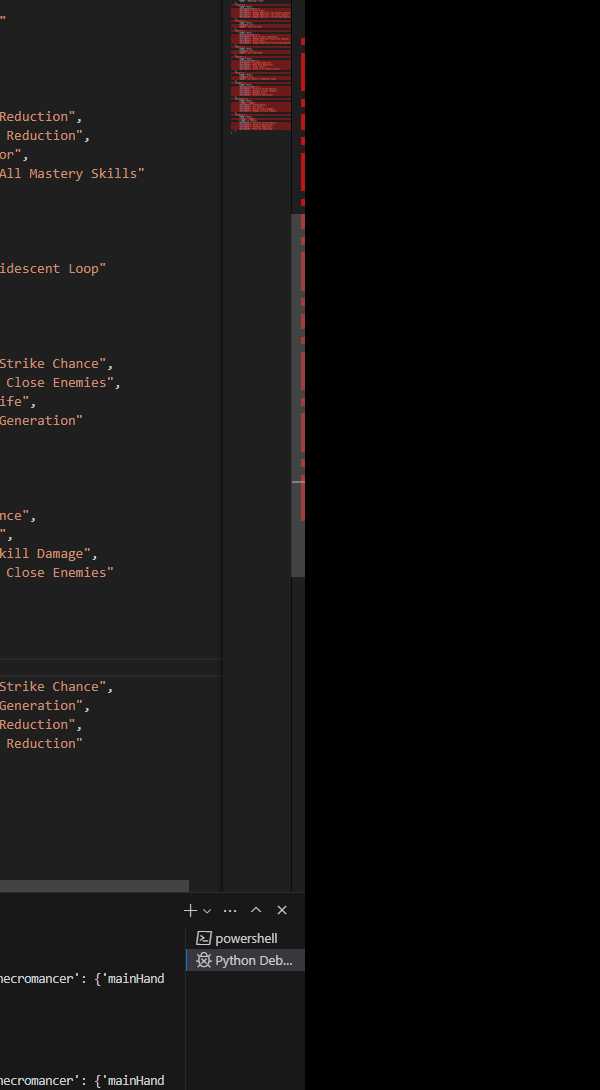 "
Reduction",
Reduction",
or",
All Mastery Skills"
idescent Loop"
Strike Chance",
Close Enemies",
ife",
Generation"
nce",
",
kill Damage",
Close Enemies"
Strike Chance",
Generation",
Reduction",
Reduction"
powershell
Python Deb...
necromancer': {'mainHand
necromancer': {'mainHand